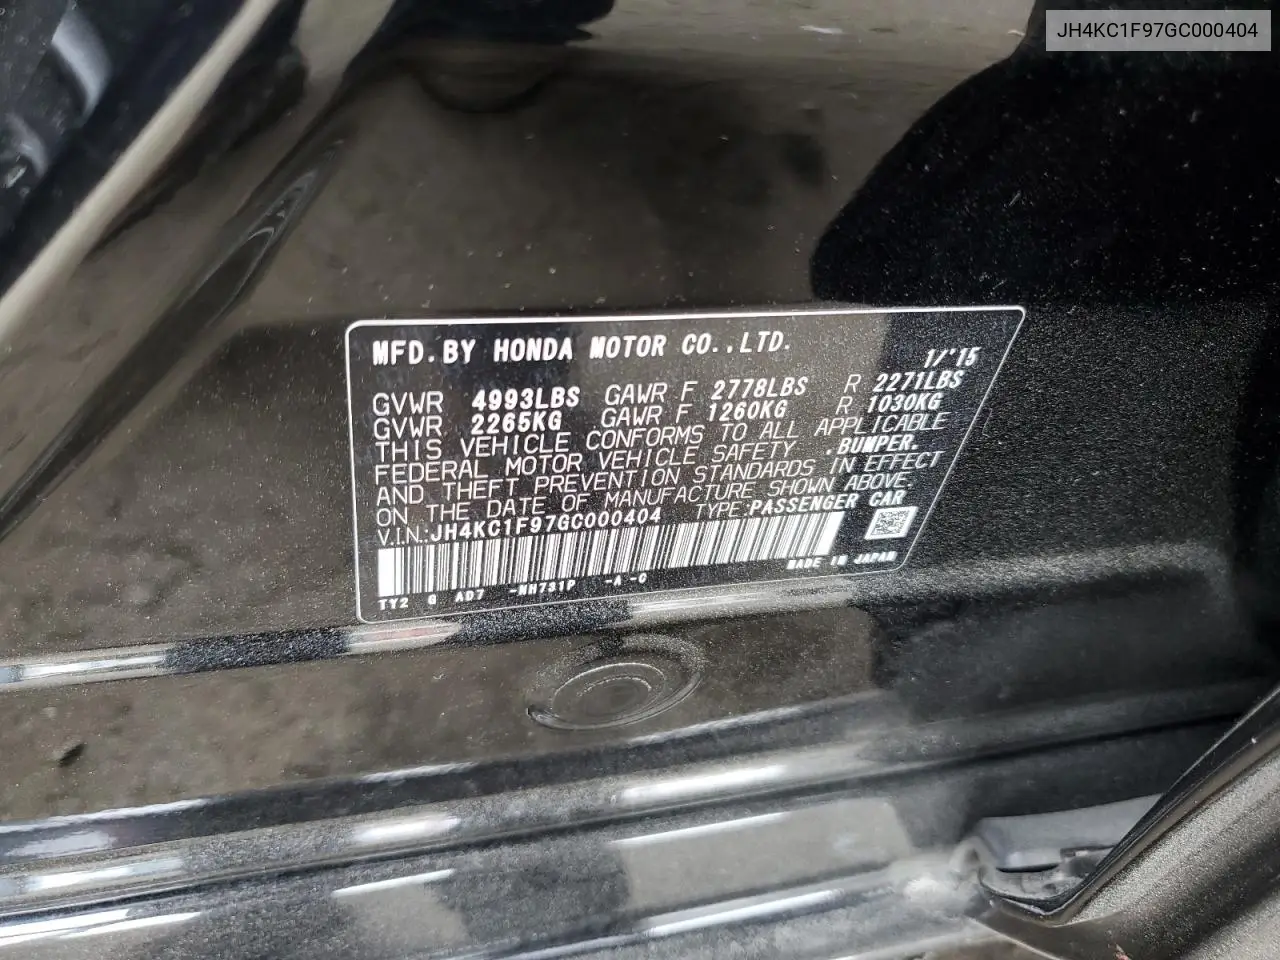 JH4KC1F97GC000404
MFD.BY HONDA MOTOR CO.,LTD. 1/'15
GVWR 4993LBS GAWR F 2778LBS R 2271LBS
GVWR 2265KG GAWR F 1260KG R 1030KG
THIS VEHICLE CONFORMS TO ALL APPLICABLE
FEDERAL MOTOR VEHICLE SAFETY ,BUMPER.
AND THEFT PREVENTION STANDARDS IN EFFECT
ON THE DATE OF MANUFACTURE SHOWN ABOVE.
V.I.N.:JH4KC1F97GC000404 TYPE:PASSENGER CAR
MADE IN JAPAN
TY2 G AD7 -NH731P -A -C